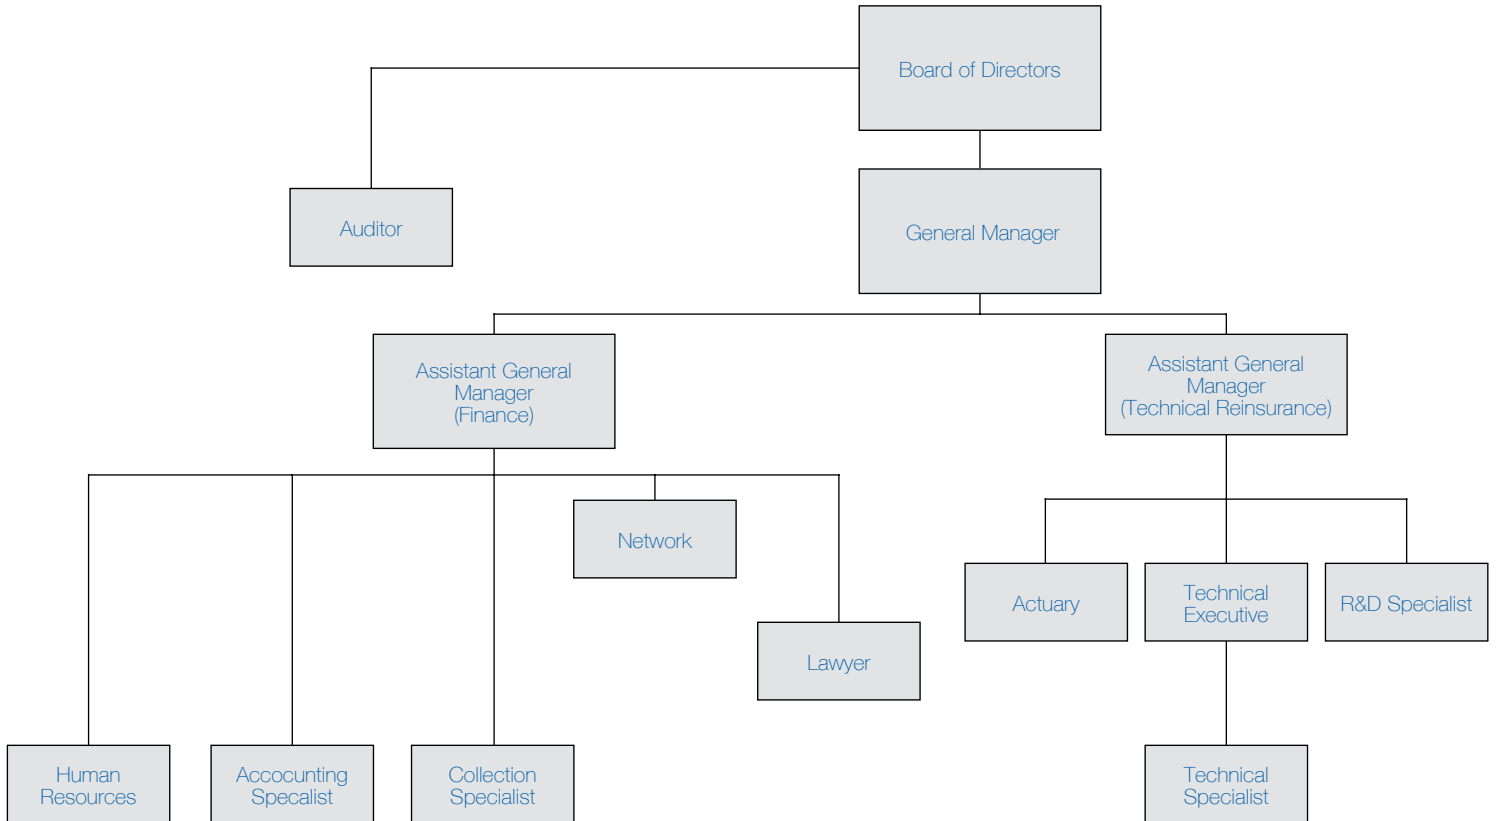 Board of Directors
Auditor
General Manager
Assistant General
Manager
(Finance)
Assistant General
Manager
(Technical Reinsurance)
Network
Actuary
Technical
Executive
R&D Specialist
Lawyer
Human
Resources
Accocunting
Specalist
Collection
Specialist
Technical
Specialist